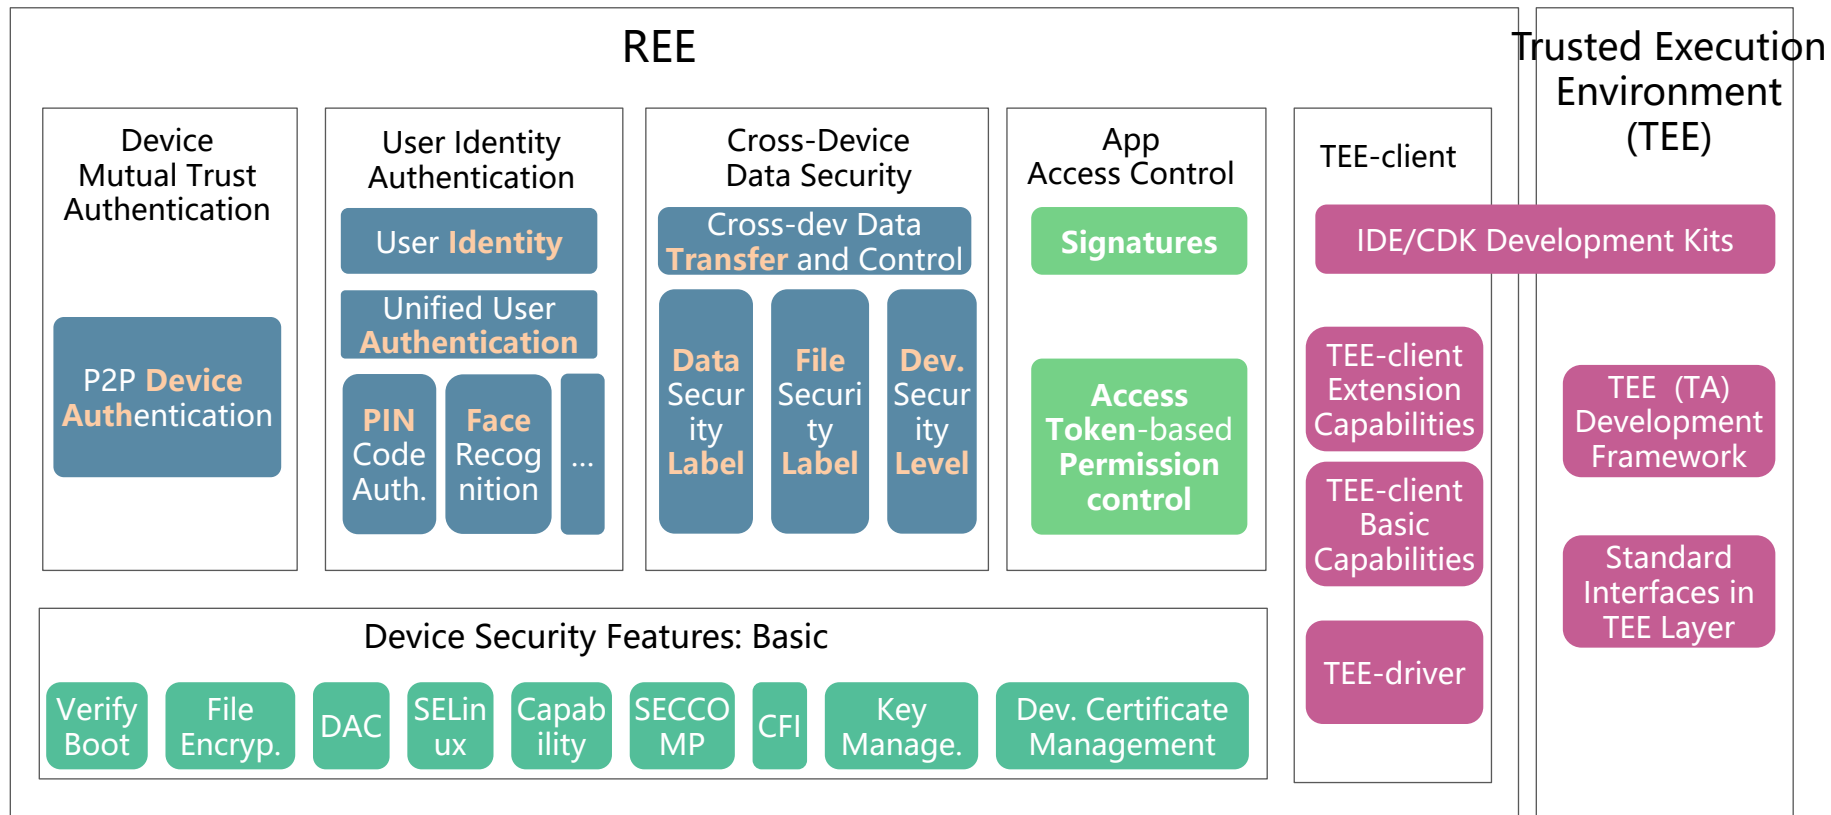 REE
Trusted Execution
Environment
(TEE)
Device
Mutual Trust
Authentication
P2P Device
Authentication
User Identity
Authentication
User Identity
Unified User
Authentication
PIN
Code
Auth.
Face
Recog
nition
...
Cross-Device
Data Security
Cross-dev Data
Transfer and Control
Data
Secur
ity
Label
File
Securi
ty
Label
Dev.
Secur
ity
Level
App
Access Control
Signatures
Access
Token-based
Permission
control
TEE-client
IDE/CDK Development Kits
TEE-client
Extension
Capabilities
TEE-client
Basic
Capabilities
TEE-driver
TEE (TA)
Development
Framework
Standard
Interfaces in
TEE Layer
Device Security Features: Basic
Verify
Boot
File
Encryp.
DAC
SELin
ux
Capab
ility
SECCO
MP
CFI
Key
Manage.
Dev. Certificate
Management